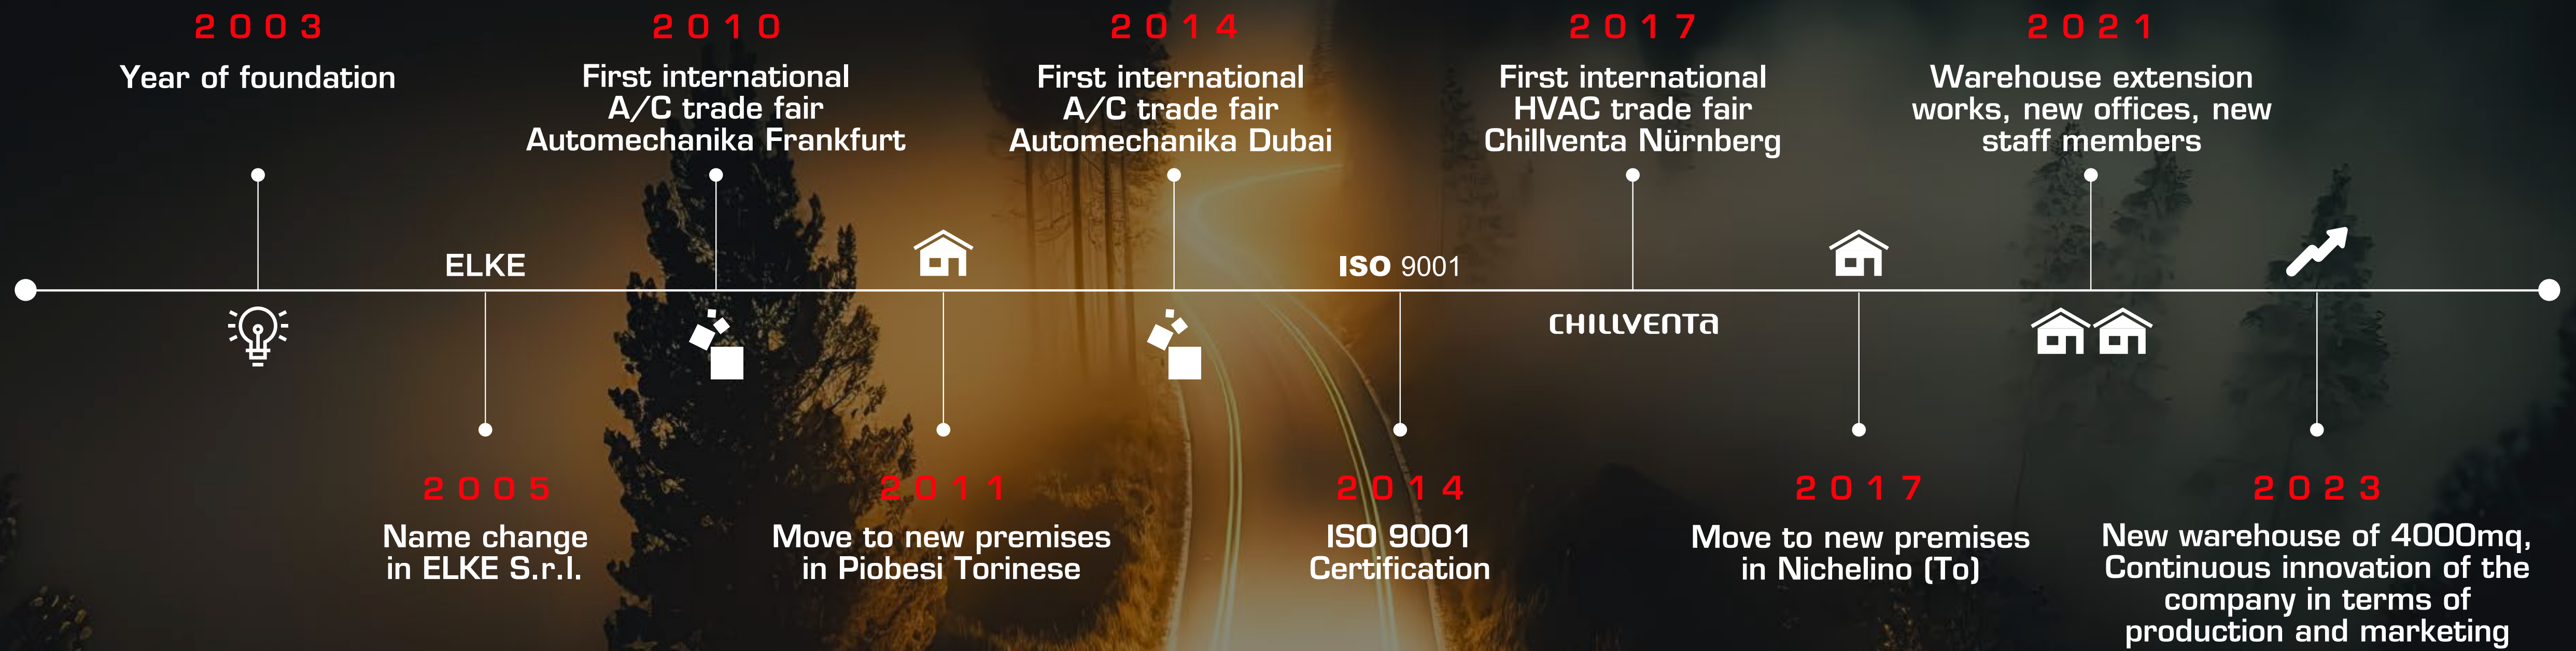 2003
Year of foundation
2010
First international
A/C trade fair
Automechanika Frankfurt
2014
First international
A/C trade fair
Automechanika Dubai
2017
First international
HVAC trade fair
Chillventa Nürnberg
2021
Warehouse extension
works, new offices, new
staff members
ELKE
ISO 9001
CHILLVENTa
2005
Name change
in ELKE S.r.l.
2011
Move to new premises
in Piobesi Torinese
2014
ISO 9001
Certification
2017
Move to new premises
in Nichelino (To)
2023
New warehouse of 4000mq,
Continuous innovation of the
company in terms of
production and marketing